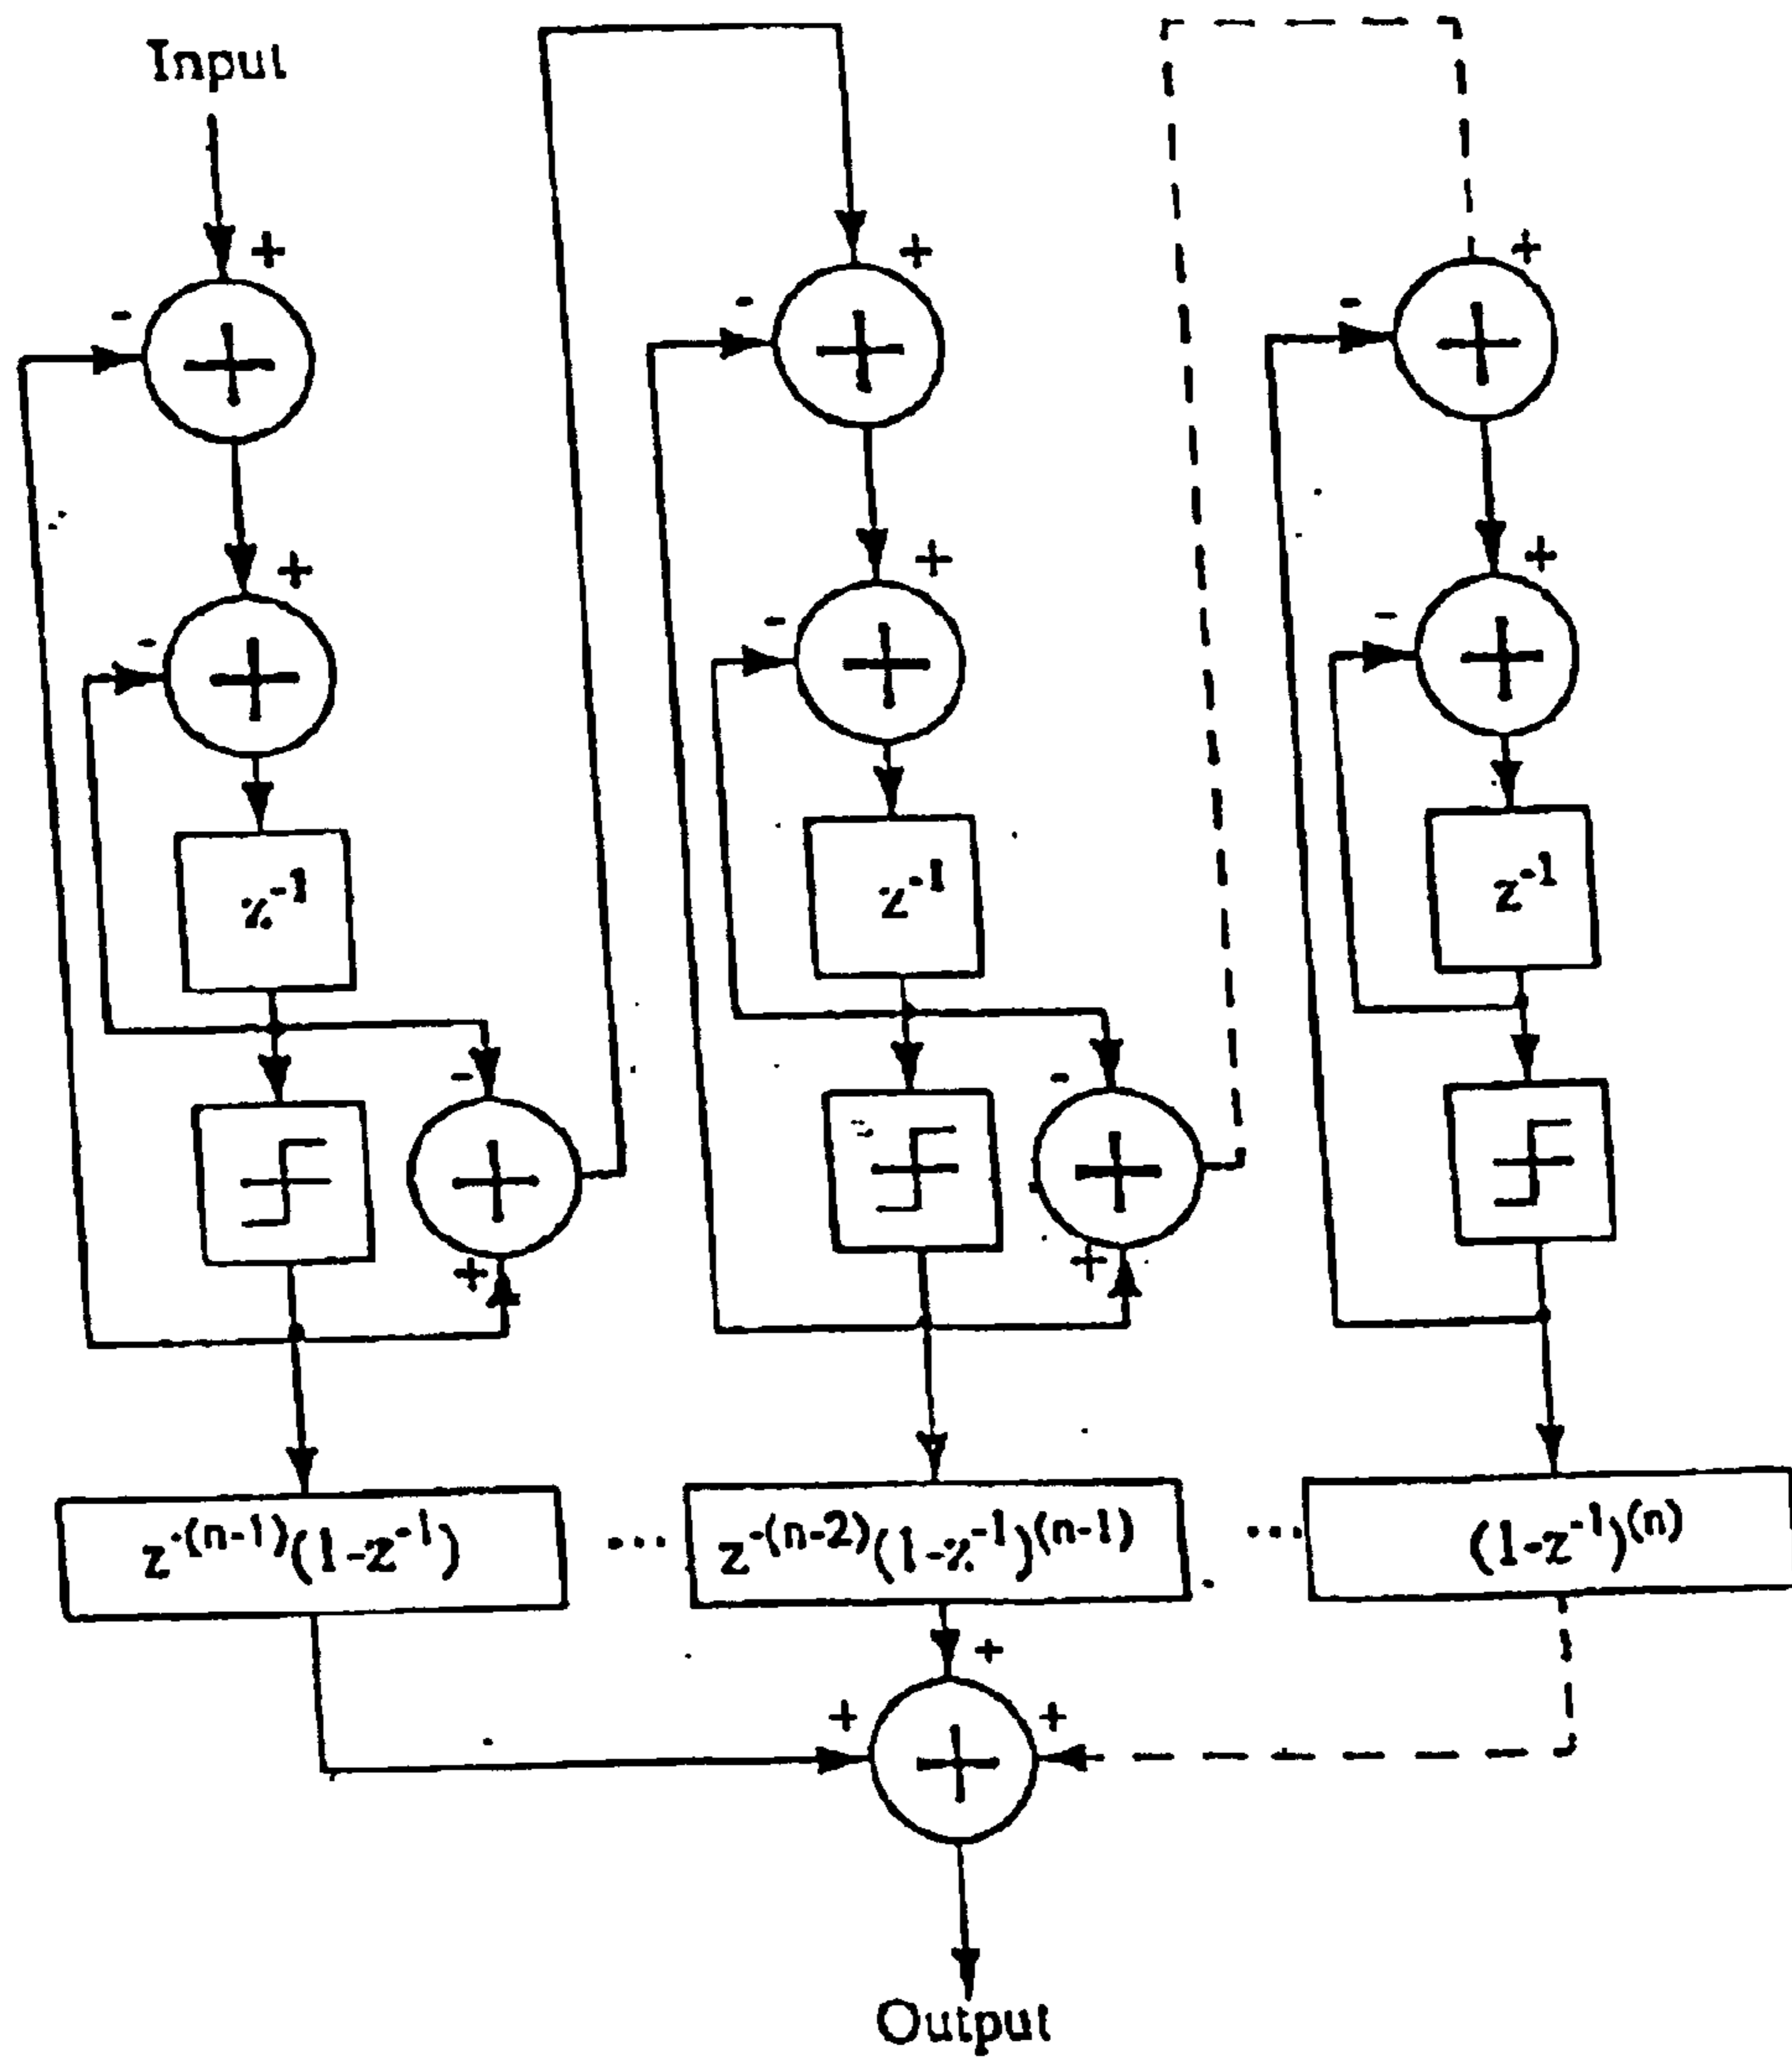 Input
+ + +
- - -
+ + +
- - -
z⁻¹ z⁻¹ z⁻¹
- -
+ +
z⁻⁽ⁿ⁻¹⁾(1-z⁻¹) ... z⁻⁽ⁿ⁻²⁾(1-z⁻¹)⁽ⁿ⁻¹⁾ ... (1-z⁻¹)⁽ⁿ⁾
+
+ +
Output